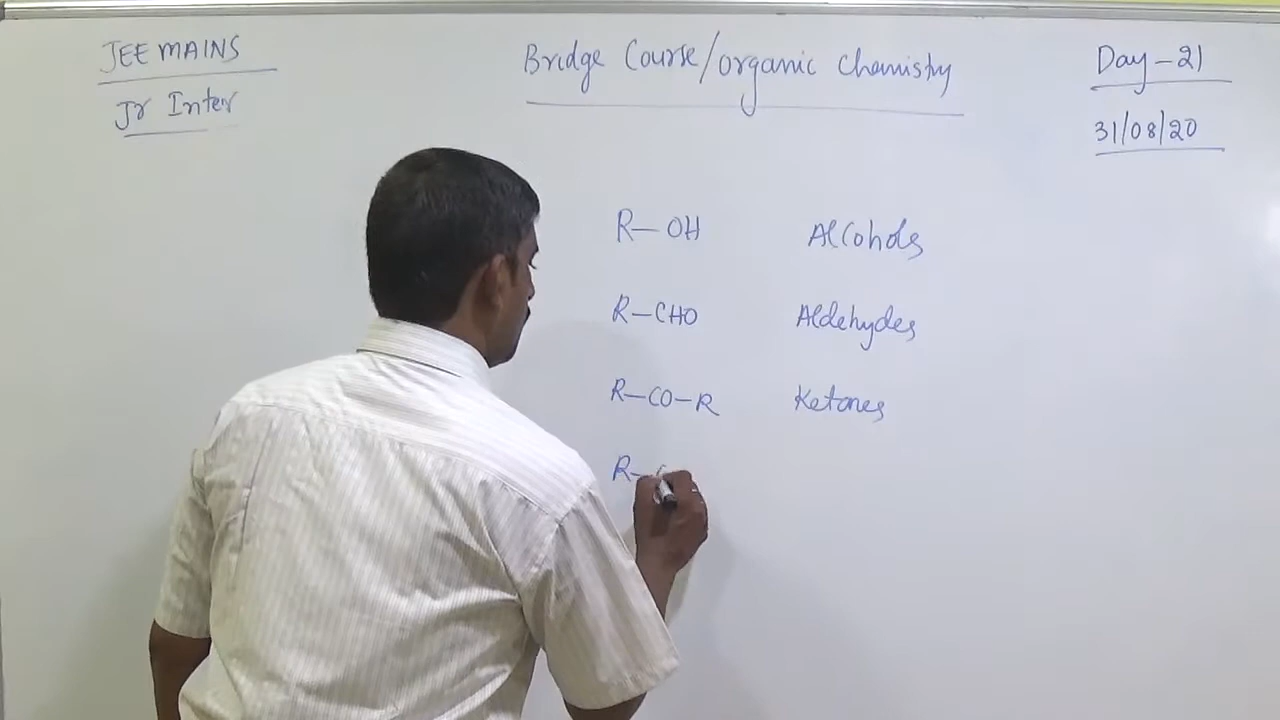 JEE MAINS
Jr Inter
Bridge Course/organic chemistry
Day-21
31/08/20
R-OH Alcohols
R-CHO Aldehydes
R-CO-R Ketones
R-